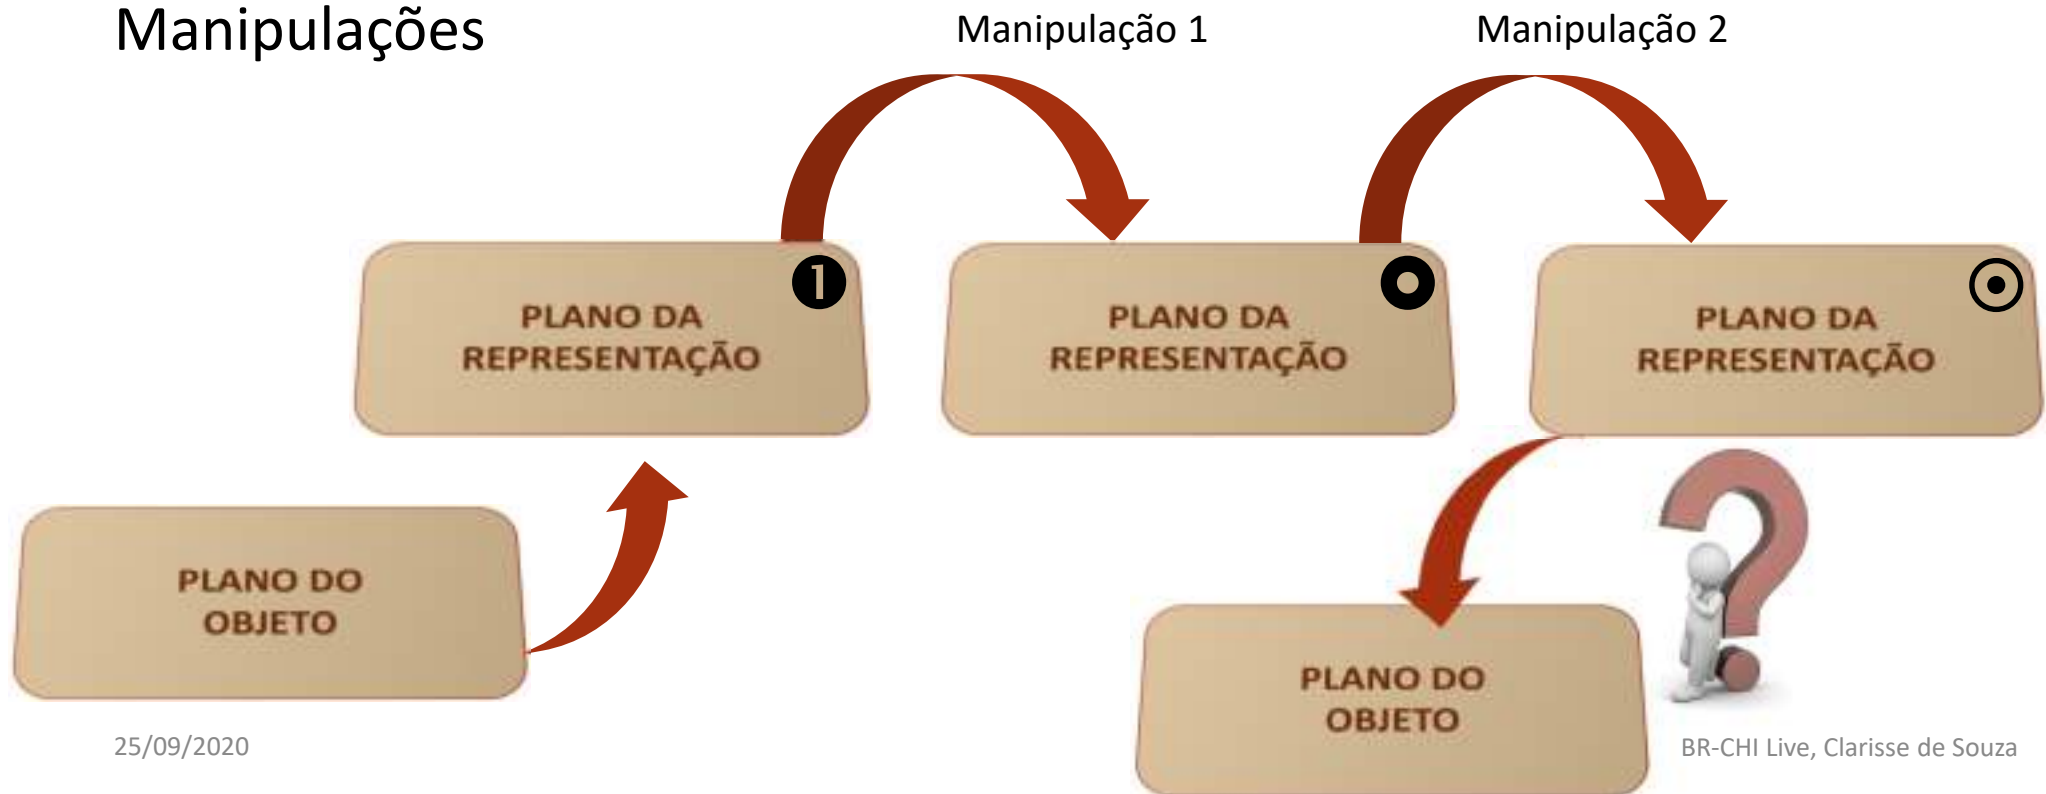 Manipulações
Manipulação 1
Manipulação 2
PLANO DA
REPRESENTAÇÃO
1
PLANO DA
REPRESENTAÇÃO
PLANO DA
REPRESENTAÇÃO
PLANO DO
OBJETO
PLANO DO
OBJETO
?
25/09/2020
BR-CHI Live, Clarisse de Souza